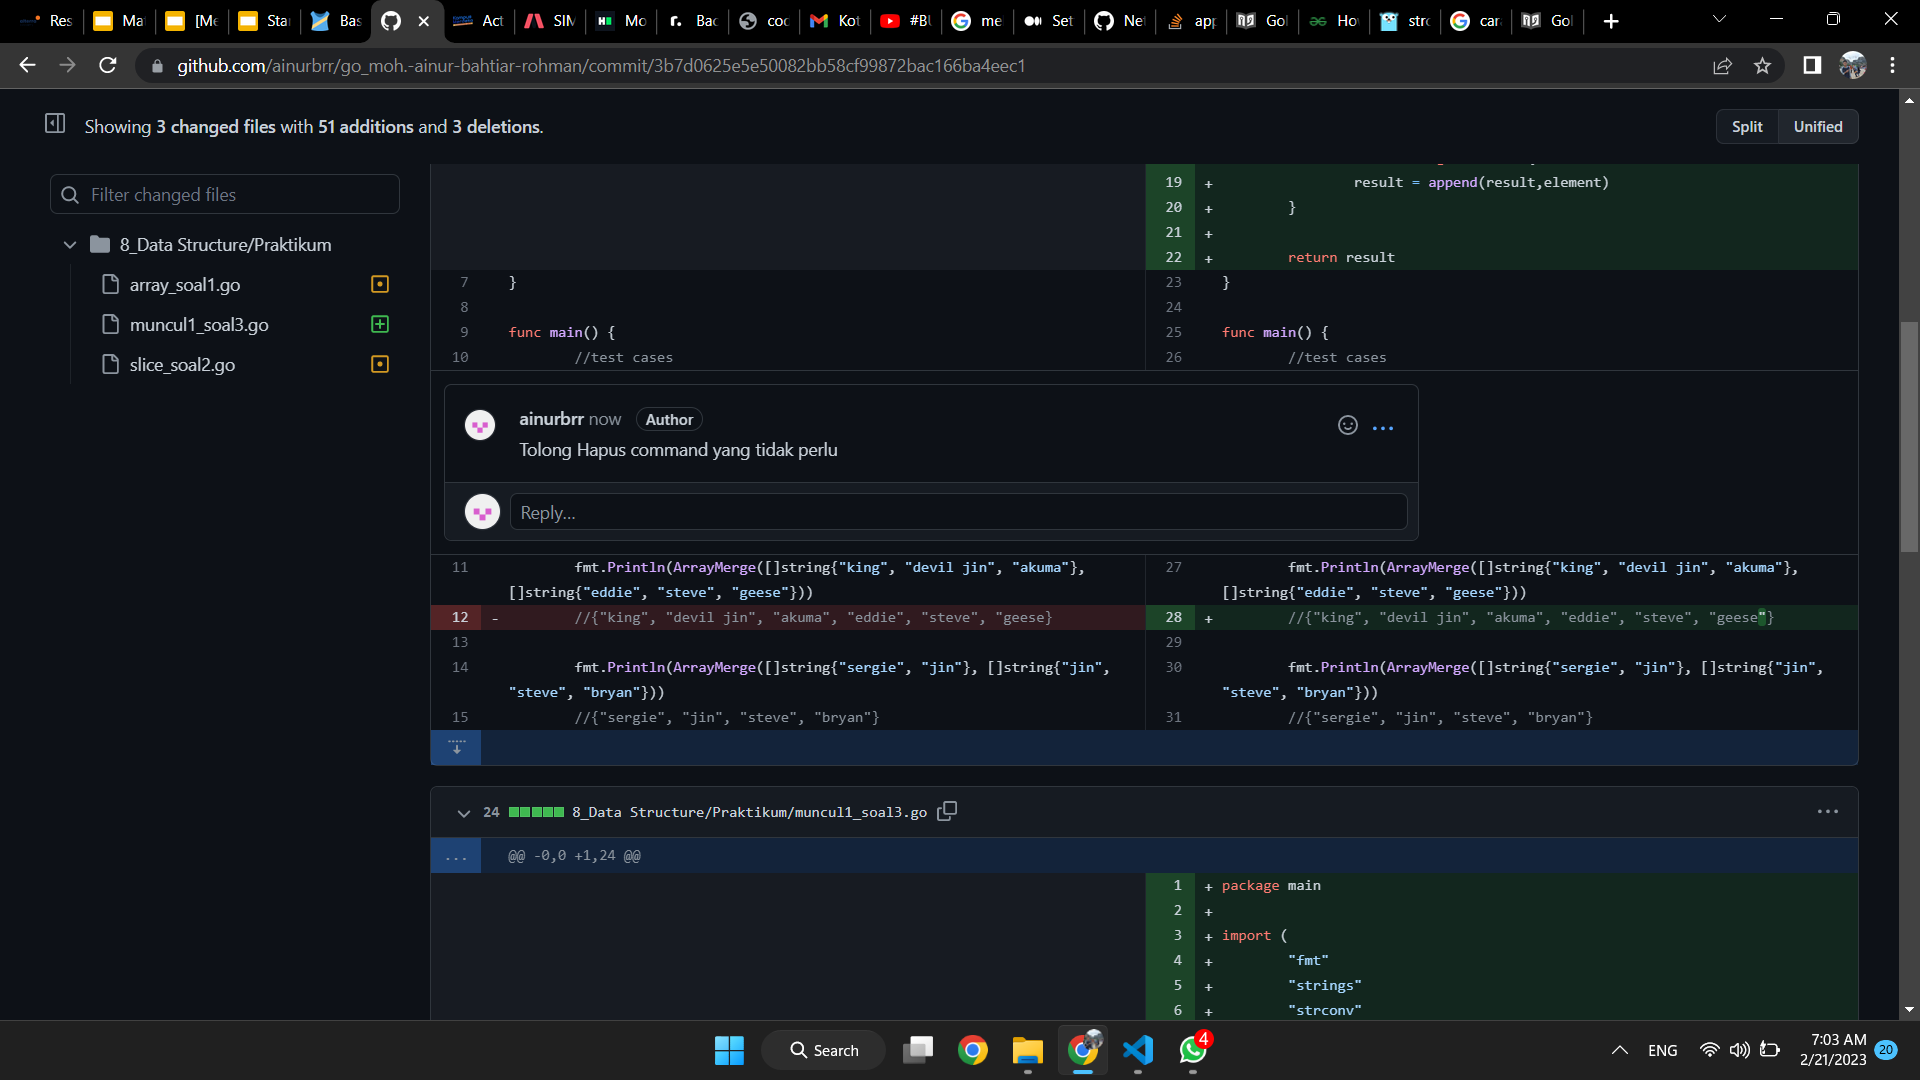 Res
Mat
[Me
Star
Bas
Act
SIM
Mo
Bac
coc
Kot
#BU
me
Set
Net
app
Gol
Ho
stro
car
Gol
github.com/ainurbrr/go_moh.-ainur-bahtiar-rohman/commit/3b7d0625e5e50082bb58cf99872bac166ba4eec1
Showing 3 changed files with 51 additions and 3 deletions.
Split Unified
Filter changed files
8_Data Structure/Praktikum
array_soal1.go
muncul1_soal3.go
slice_soal2.go
19 + result = append(result,element)
20 + }
21 +
22 + return result
7 } 23 }
8 24
9 func main() { 25 func main() {
10 //test cases 26 //test cases
ainurbrr now Author
Tolong Hapus command yang tidak perlu
Reply...
11 fmt.Println(ArrayMerge([]string{"king", "devil jin", "akuma"}, 27 fmt.Println(ArrayMerge([]string{"king", "devil jin", "akuma"},
[]string{"eddie", "steve", "geese"})) []string{"eddie", "steve", "geese"}))
12 - //{"king", "devil jin", "akuma", "eddie", "steve", "geese} 28 + //{"king", "devil jin", "akuma", "eddie", "steve", "geese"}
13 29
14 fmt.Println(ArrayMerge([]string{"sergie", "jin"}, []string{"jin", 30 fmt.Println(ArrayMerge([]string{"sergie", "jin"}, []string{"jin",
"steve", "bryan"})) "steve", "bryan"}))
15 //{"sergie", "jin", "steve", "bryan"} 31 //{"sergie", "jin", "steve", "bryan"}
24 8_Data Structure/Praktikum/muncul1_soal3.go
... @@ -0,0 +1,24 @@
1 + package main
2 +
3 + import (
4 + "fmt"
5 + "strings"
6 + "strconv"
Search
4
ENG
7:03 AM
2/21/2023
20